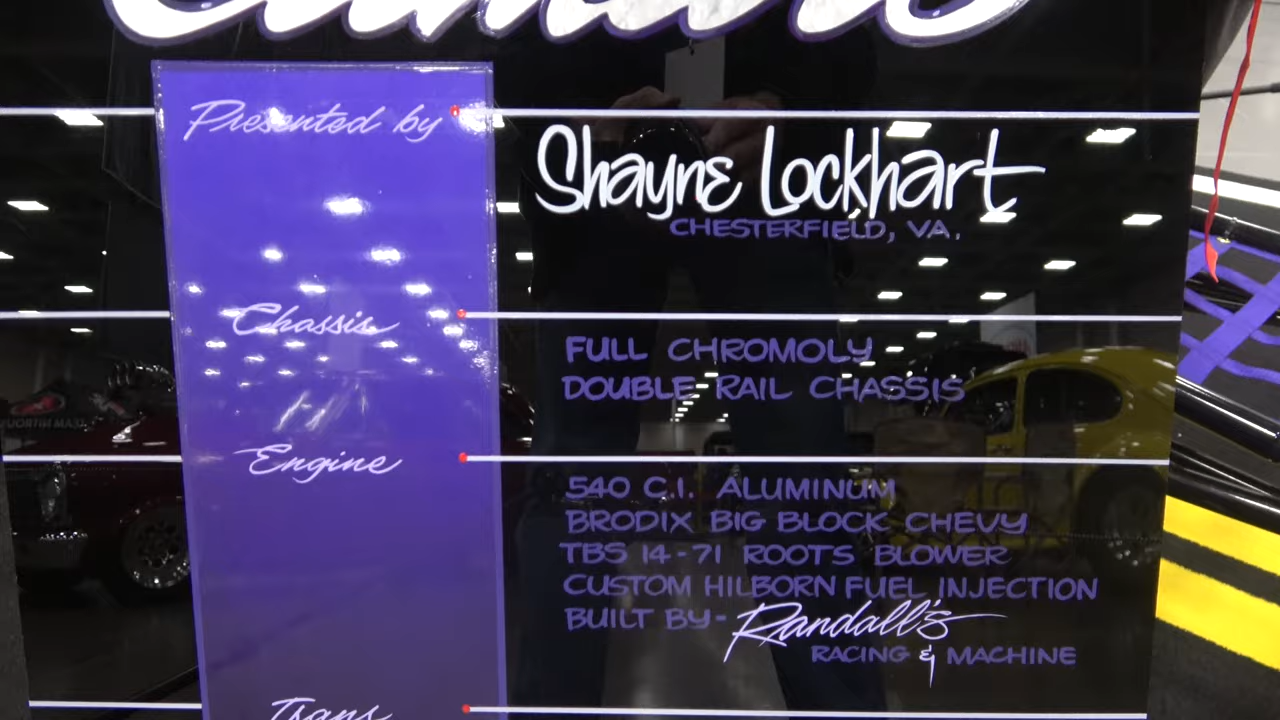 Presented by
Shayne Lockhart
CHESTERFIELD, VA.
Chassis
FULL CHROMOLY
DOUBLE RAIL CHASSIS
Engine
540 C.I. ALUMINUM
BRODIX BIG BLOCK CHEVY
TBS 14-71 ROOTS BLOWER
CUSTOM HILBORN FUEL INJECTION
BUILT BY- Randall's
RACING & MACHINE
Trans